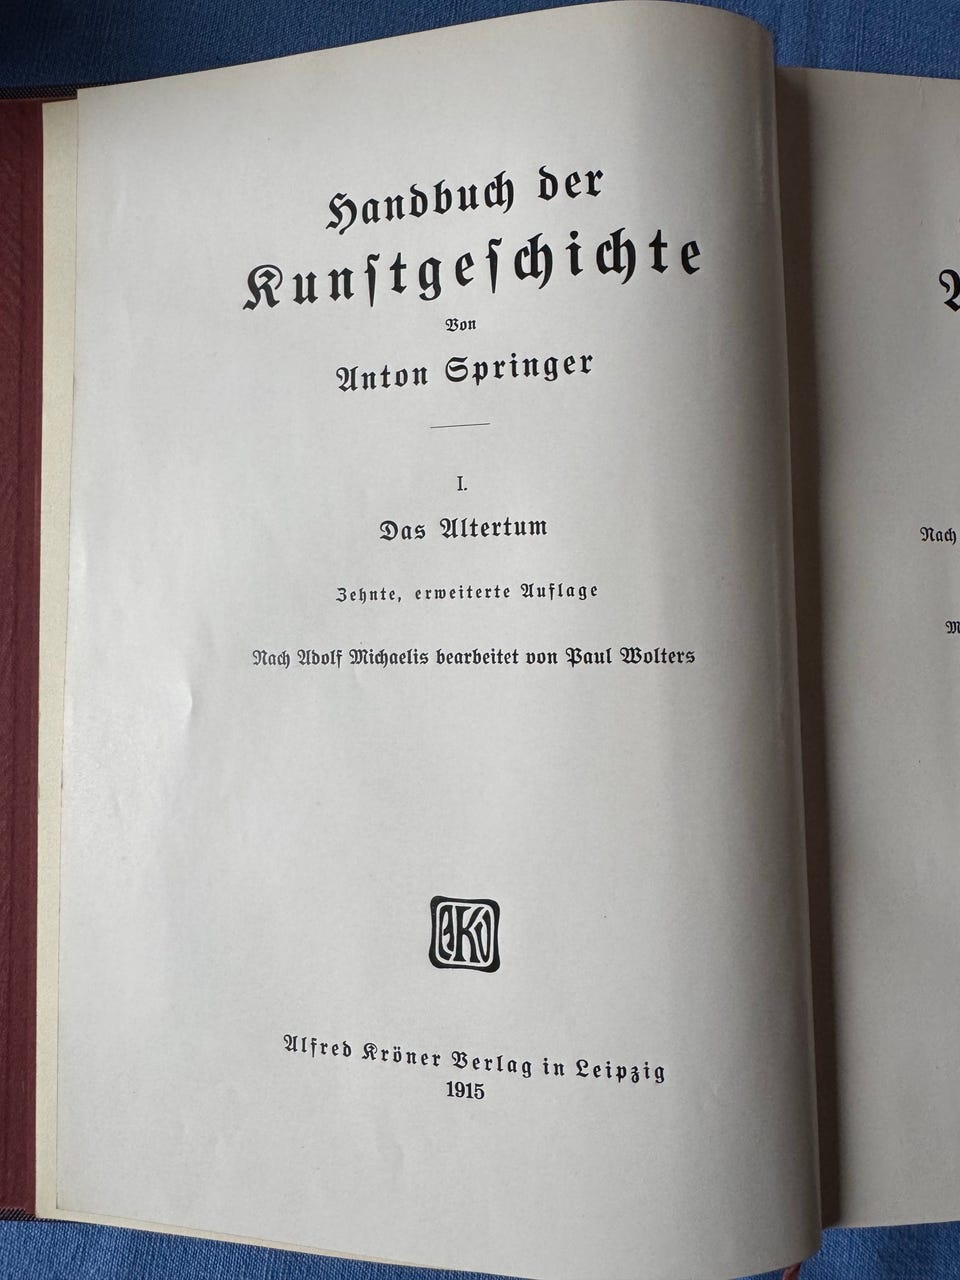 Handbuch der
Kunſtgeſchichte
Von
Anton Springer
I.
Das Altertum
Zehnte, erweiterte Auflage
Nach Adolf Michaelis bearbeitet von Paul Wolters
AKV
Alfred Kröner Verlag in Leipzig
1915
Nach